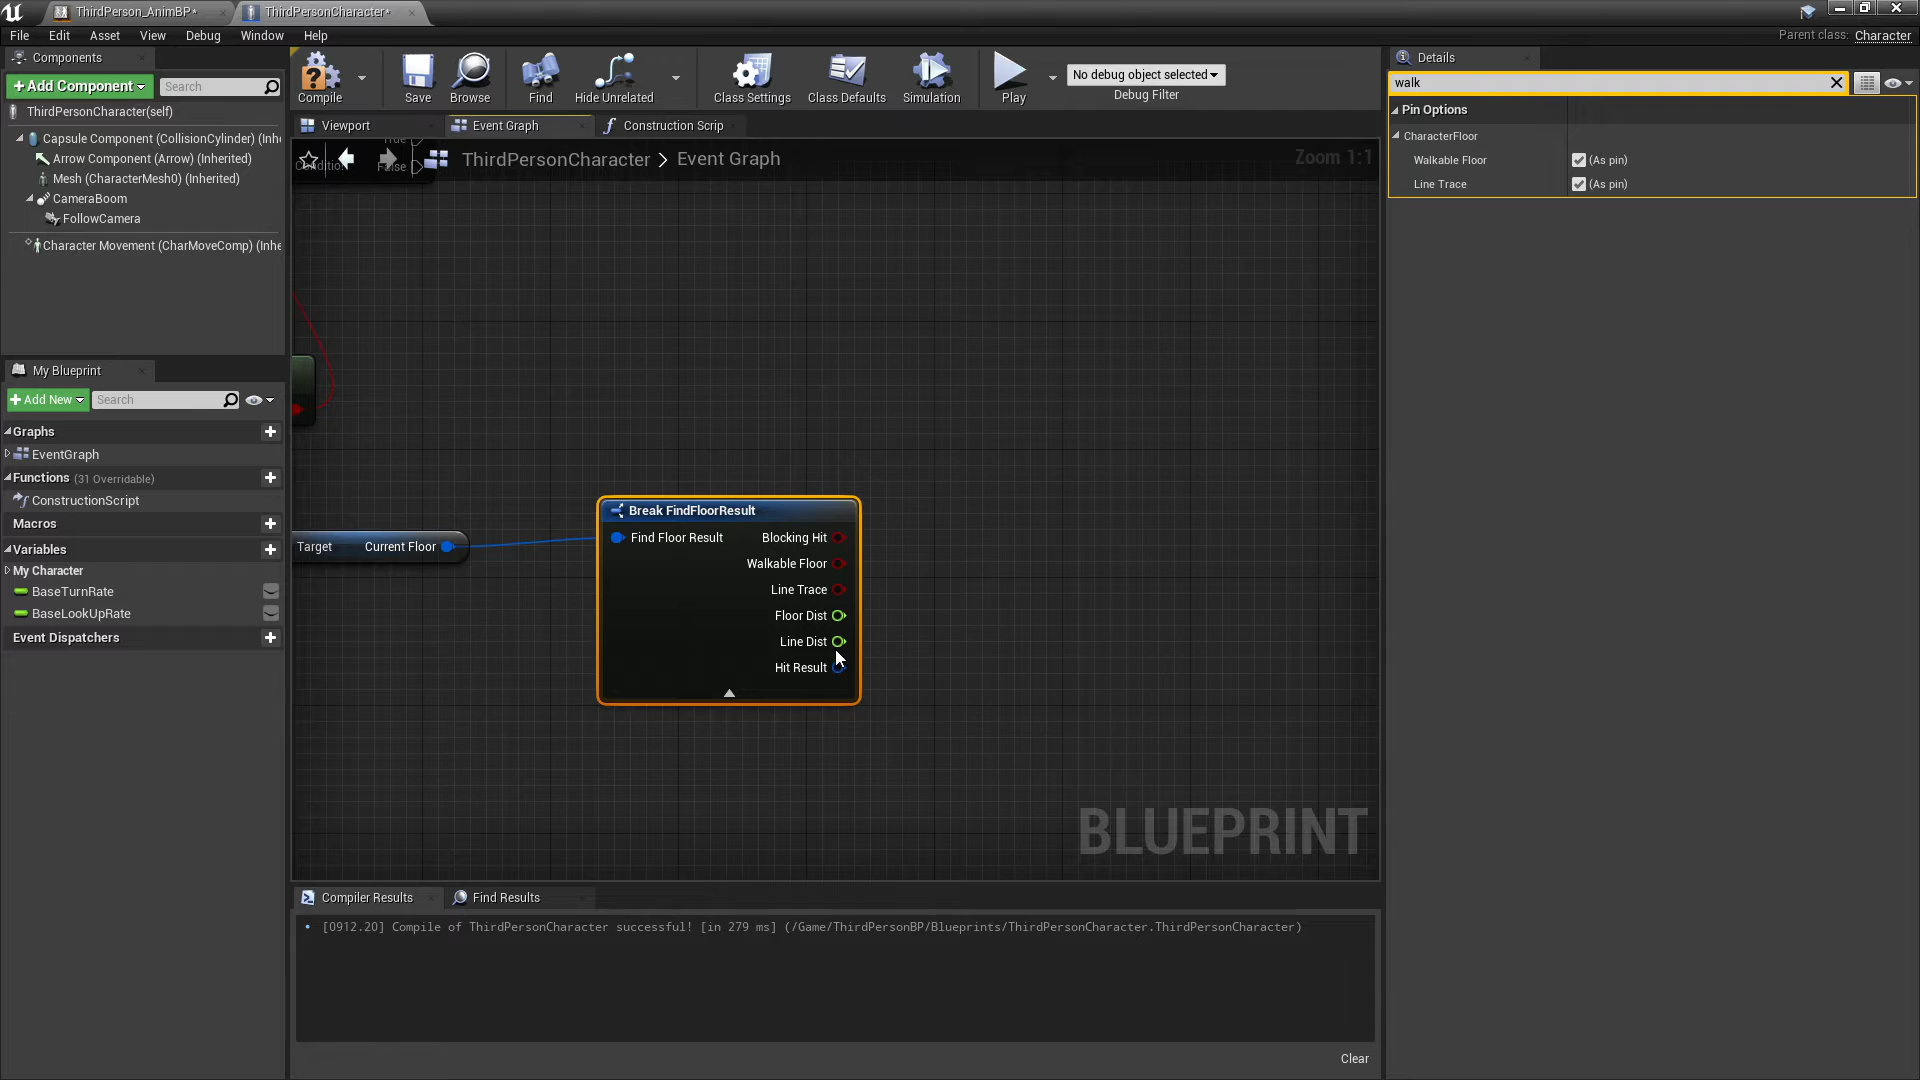 ThirdPerson_AnimBP*
ThirdPersonCharacter*
File Edit Asset View Debug Window Help
Parent class: Character
Components
+ Add Component
Search
ThirdPersonCharacter(self)
Capsule Component (CollisionCylinder) (Inhe
Arrow Component (Arrow) (Inherited)
Mesh (CharacterMesh0) (Inherited)
CameraBoom
FollowCamera
Character Movement (CharMoveComp) (Inhe
Compile
Save
Browse
Find
Hide Unrelated
Class Settings
Class Defaults
Simulation
Play
No debug object selected
Debug Filter
Viewport
Event Graph
Construction Scrip
ThirdPersonCharacter > Event Graph
Zoom 1:1
True
Condition
False
Target
Current Floor
Break FindFloorResult
Find Floor Result
Blocking Hit
Walkable Floor
Line Trace
Floor Dist
Line Dist
Hit Result
BLUEPRINT
My Blueprint
+ Add New
Search
Graphs
EventGraph
Functions (31 Overridable)
ConstructionScript
Macros
Variables
My Character
BaseTurnRate
BaseLookUpRate
Event Dispatchers
Compiler Results
Find Results
• [0912.20] Compile of ThirdPersonCharacter successful! [in 279 ms] (/Game/ThirdPersonBP/Blueprints/ThirdPersonCharacter.ThirdPersonCharacter)
Clear
Details
walk
Pin Options
CharacterFloor
Walkable Floor (As pin)
Line Trace (As pin)